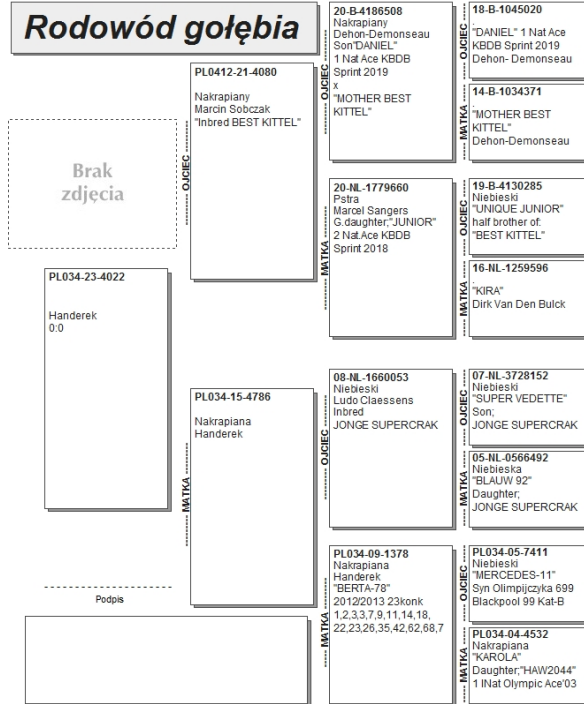 Rodowód gołębia
Brak
zdjęcia
PL034-23-4022
Handerek
0:0
Podpis
OJCIEC
PL0412-21-4080
Nakrapiany
Marcin Sobczak
"Inbred BEST KITTEL"
MATKA
PL034-15-4786
Nakrapiana
Handerek
OJCIEC
20-B-4186508
Nakrapiany
Dehon-Demonseau
Son"DANIEL"
1 Nat Ace KBDB
Sprint 2019
x
"MOTHER BEST
KITTEL"
MATKA
20-NL-1779660
Pstra
Marcel Sangers
G.daughter;"JUNIOR"
2 Nat.Ace KBDB
Sprint 2018
OJCIEC
08-NL-1660053
Niebieski
Ludo Claessens
Inbred
JONGE SUPERCRAK
MATKA
PL034-09-1378
Nakrapiana
Handerek
"BERTA-78"
2012/2013 23konk
1,2,3,3,7,9,11,14,18,
22,23,26,35,42,62,68,7
OJCIEC
18-B-1045020
.
"DANIEL" 1 Nat Ace
KBDB Sprint 2019
Dehon- Demonseau
MATKA
14-B-1034371
.
"MOTHER BEST
KITTEL"
Dehon-Demonseau
OJCIEC
19-B-4130285
Niebieski
"UNIQUE JUNIOR"
half brother of:
"BEST KITTEL"
MATKA
16-NL-1259596
.
"KIRA"
Dirk Van Den Bulck
OJCIEC
07-NL-3728152
Niebieski
"SUPER VEDETTE"
Son;
JONGE SUPERCRAK
MATKA
05-NL-0566492
Niebieska
"BLAUW 92"
Daughter;
JONGE SUPERCRAK
OJCIEC
PL034-05-7411
Niebieski
"MERCEDES-11"
Syn Olimpijczyka 699
Blackpool 99 Kat-B
MATKA
PL034-04-4532
Nakrapiana
"KAROLA"
Daughter;"HAW2044"
1 INat Olympic Ace'03